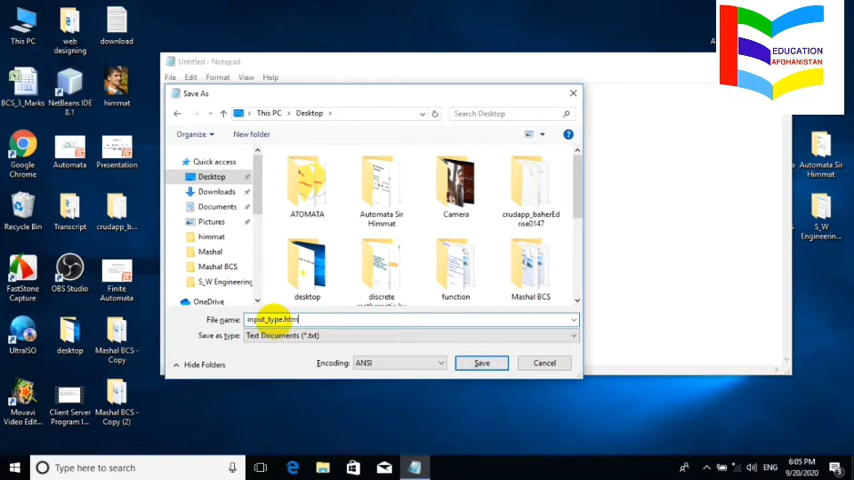 This PC
web designing
download
BCS_3_Marks
NetBeans IDE 8.1
himmat
Google Chrome
Automata
Presentation
Recycle Bin
Transcript
crudapp_b...
FastStone Capture
OBS Studio
Finite Automata
UltraISO
desktop
Mashal BCS - Copy
Movavi Video Edit...
Client Server Program I...
Mashal BCS - Copy (2)
Untitled - Notepad
File Edit Format View Help
Save As
This PC > Desktop >
Search Desktop
Organize
New folder
Quick access
Desktop
Downloads
Documents
Pictures
himmat
Mashal
Mashal BCS
S_W Engineering
OneDrive
ATOMATA
Automata Sir Himmat
Camera
crudapp_baherEd rise0147
desktop
discrete
function
Mashal BCS
File name: input_type.htm
Save as type: Text Documents (*.txt)
Hide Folders
Encoding: ANSI
Save
Cancel
EDUCATION
AFGHANISTAN
Automata Sir Himmat
S_W Engineerin...
Type here to search
ENG
6:05 PM
9/20/2020
3